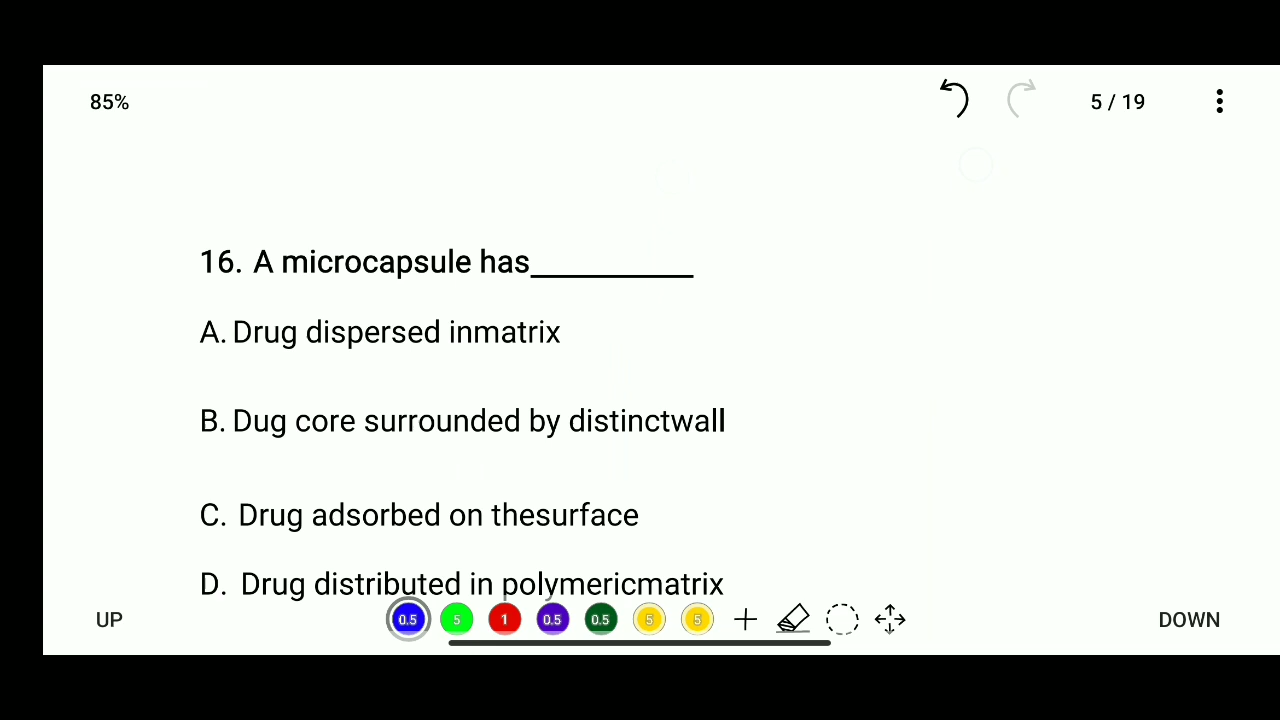 85%
5 / 19
16. A microcapsule has__________
A. Drug dispersed inmatrix
B. Dug core surrounded by distinctwall
C. Drug adsorbed on thesurface
D. Drug distributed in polymericmatrix
UP
0.5 5 1 0.5 0.5 5 5
DOWN